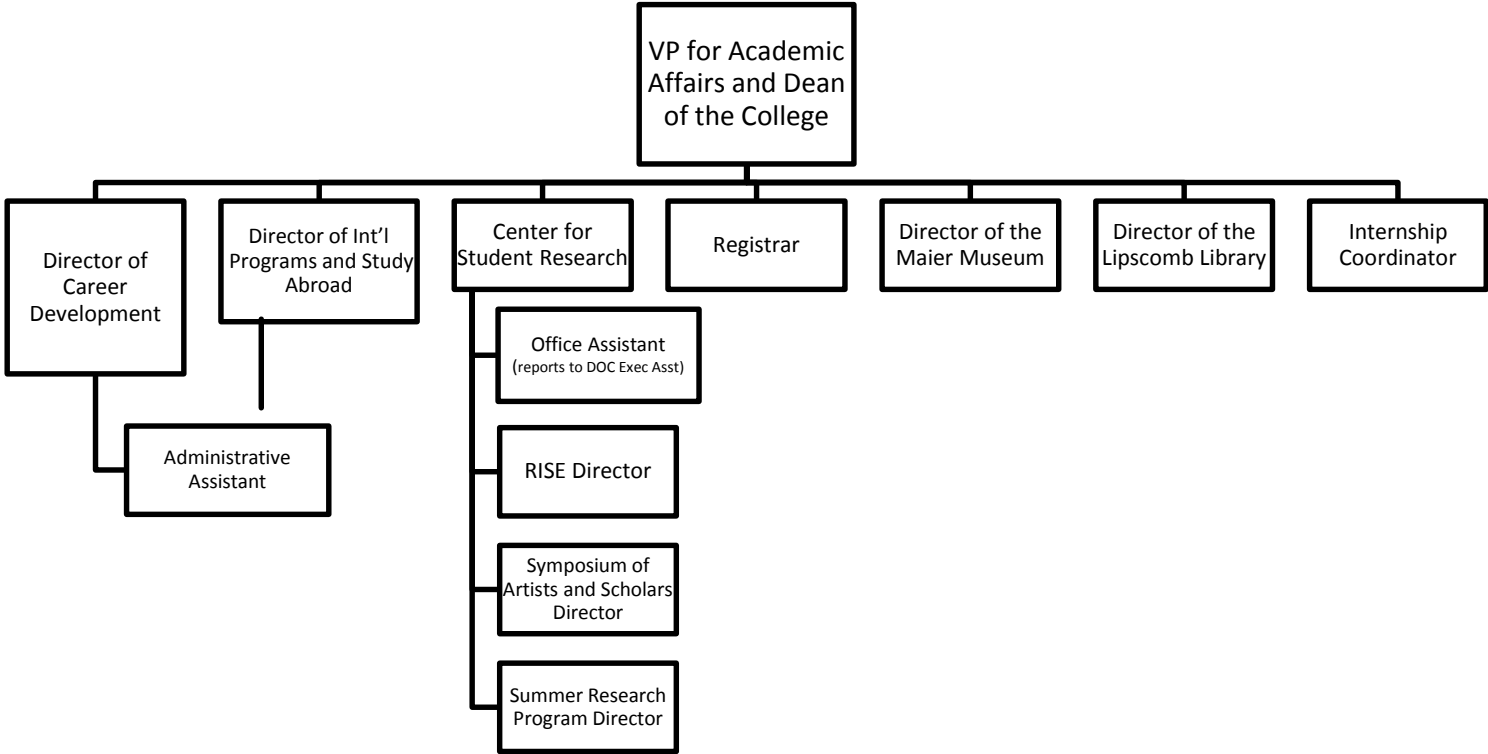 VP for Academic
Affairs and Dean
of the College
Director of
Career
Development
Director of Int'l
Programs and Study
Abroad
Center for
Student Research
Registrar
Director of the
Maier Museum
Director of the
Lipscomb Library
Internship
Coordinator
Administrative
Assistant
Office Assistant
(reports to DOC Exec Asst)
RISE Director
Symposium of
Artists and Scholars
Director
Summer Research
Program Director